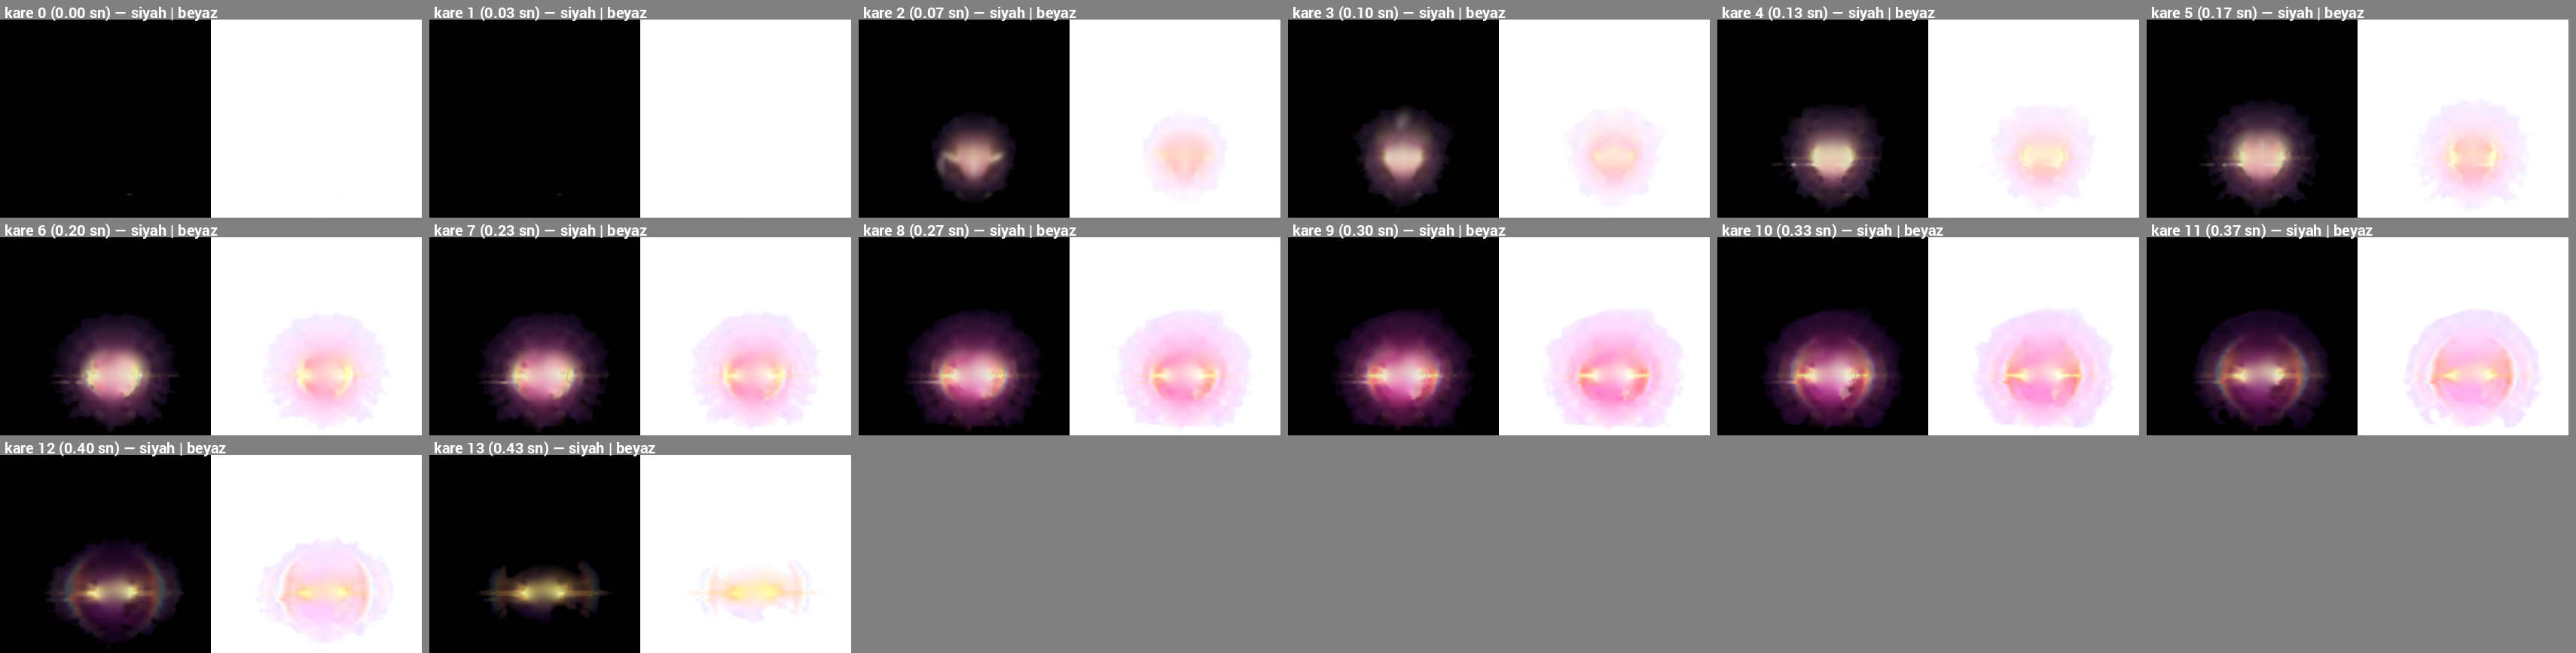 kare 0 (0.00 sn) — siyah | beyaz
kare 1 (0.03 sn) — siyah | beyaz
kare 2 (0.07 sn) — siyah | beyaz
kare 3 (0.10 sn) — siyah | beyaz
kare 4 (0.13 sn) — siyah | beyaz
kare 5 (0.17 sn) — siyah | beyaz
kare 6 (0.20 sn) — siyah | beyaz
kare 7 (0.23 sn) — siyah | beyaz
kare 8 (0.27 sn) — siyah | beyaz
kare 9 (0.30 sn) — siyah | beyaz
kare 10 (0.33 sn) — siyah | beyaz
kare 11 (0.37 sn) — siyah | beyaz
kare 12 (0.40 sn) — siyah | beyaz
kare 13 (0.43 sn) — siyah | beyaz